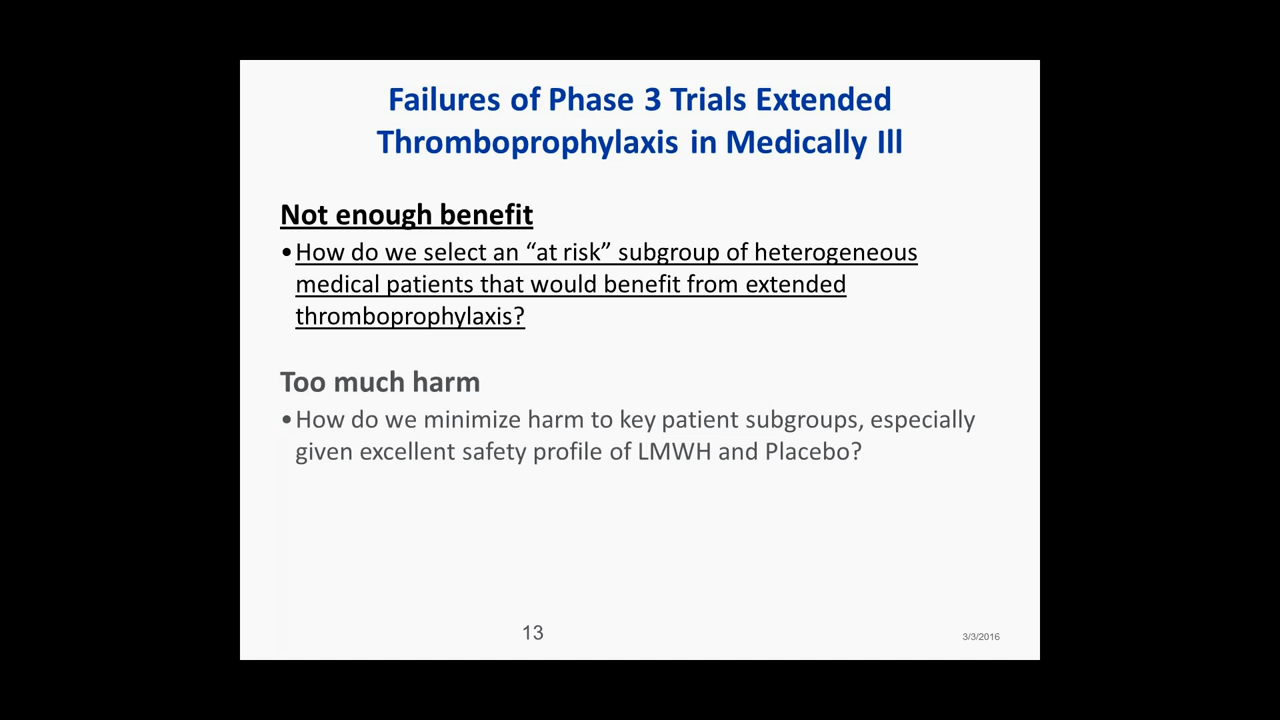 Failures of Phase 3 Trials Extended
Thromboprophylaxis in Medically Ill
Not enough benefit
•How do we select an “at risk” subgroup of heterogeneous
medical patients that would benefit from extended
thromboprophylaxis?
Too much harm
•How do we minimize harm to key patient subgroups, especially
given excellent safety profile of LMWH and Placebo?
13
3/3/2016